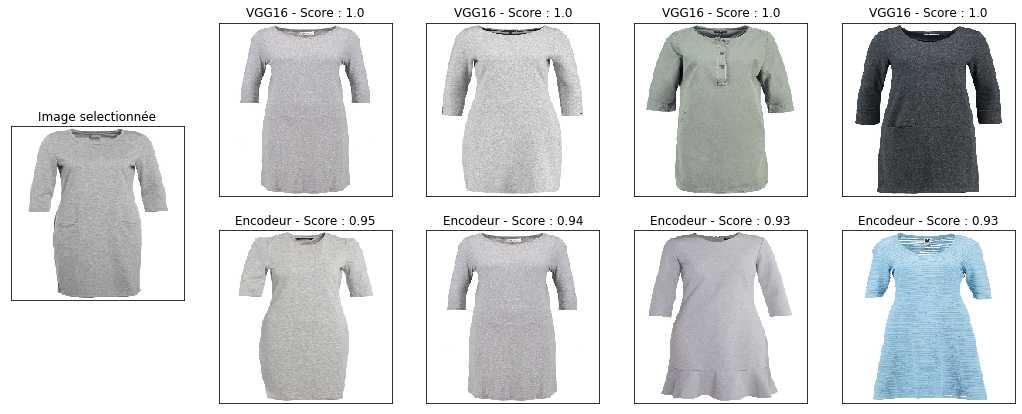 VGG16 - Score : 1.0
VGG16 - Score : 1.0
VGG16 - Score : 1.0
VGG16 - Score : 1.0
Image selectionnée
Encodeur - Score : 0.95
Encodeur - Score : 0.94
Encodeur - Score : 0.93
Encodeur - Score : 0.93